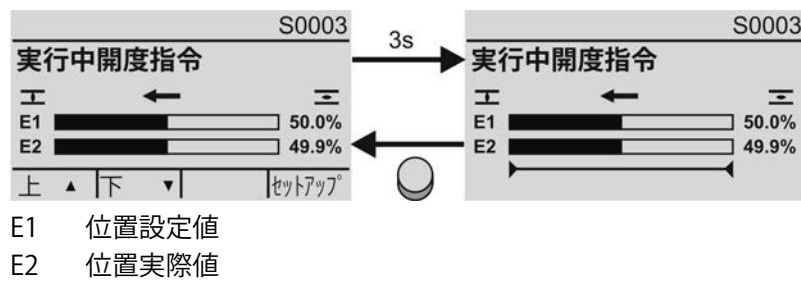 S0003
実行中開度指令
E1 50.0%
E2 49.9%
上 ▲ 下 ▼ セットアップ
3s
S0003
実行中開度指令
E1 50.0%
E2 49.9%
E1 位置設定値
E2 位置実際値